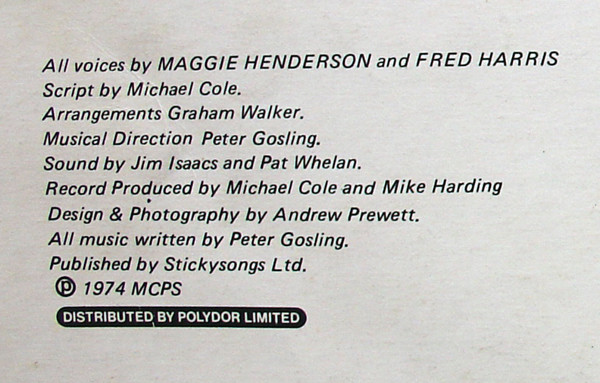 All voices by MAGGIE HENDERSON and FRED HARRIS
Script by Michael Cole.
Arrangements Graham Walker.
Musical Direction Peter Gosling.
Sound by Jim Isaacs and Pat Whelan.
Record Produced by Michael Cole and Mike Harding
Design & Photography by Andrew Prewett.
All music written by Peter Gosling.
Published by Stickysongs Ltd.
℗ 1974 MCPS
DISTRIBUTED BY POLYDOR LIMITED